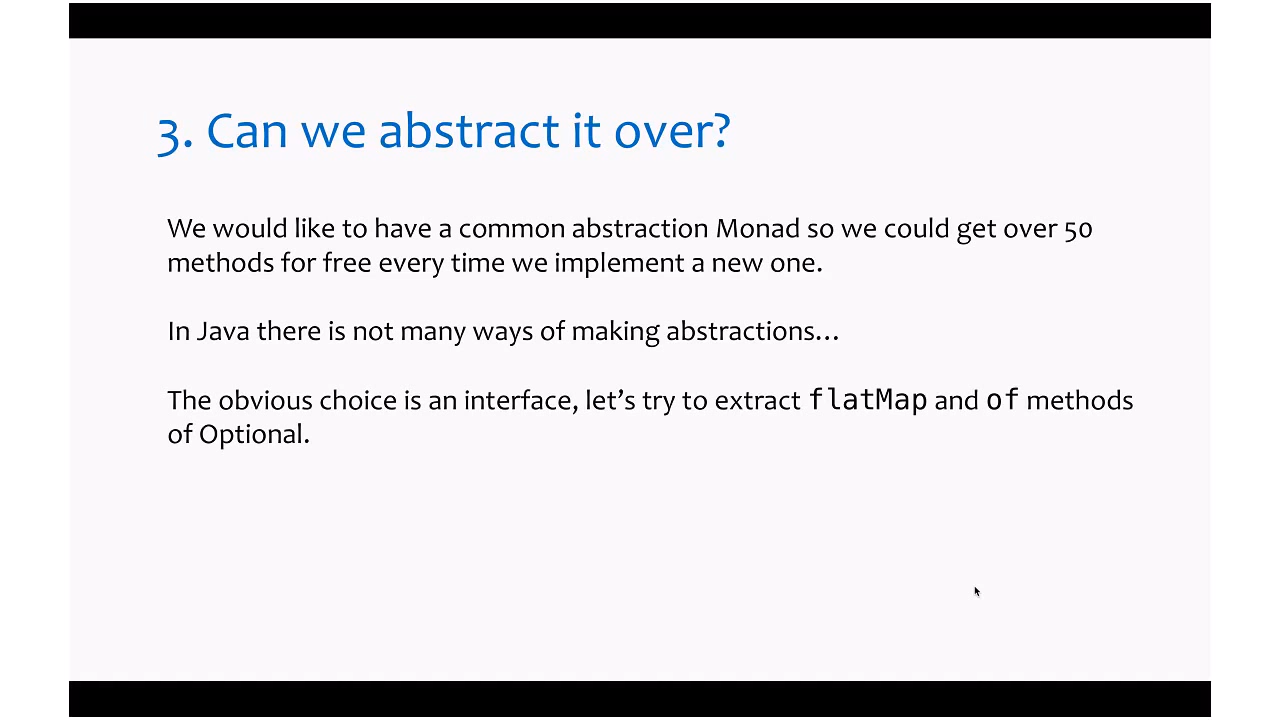 3. Can we abstract it over?
We would like to have a common abstraction Monad so we could get over 50
methods for free every time we implement a new one.
In Java there is not many ways of making abstractions…
The obvious choice is an interface, let’s try to extract flatMap and of methods
of Optional.